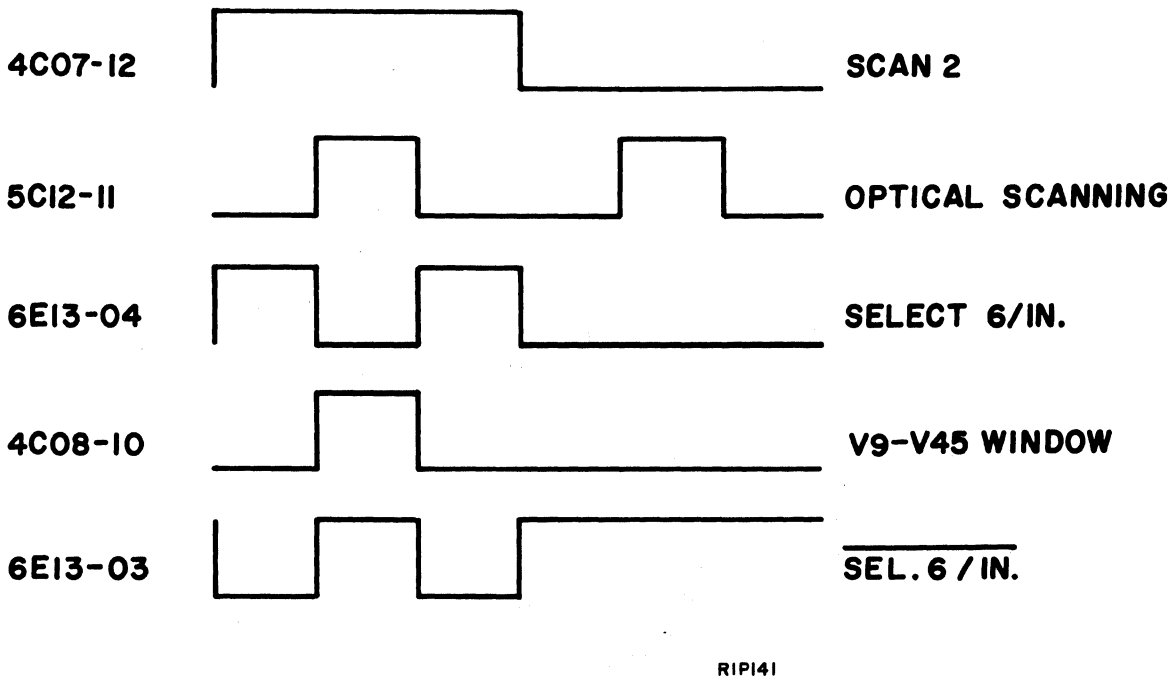 4C07-12 SCAN 2
5C12-11 OPTICAL SCANNING
6E13-04 SELECT 6/IN.
4C08-10 V9-V45 WINDOW
6E13-03 SEL. 6 / IN.
RIP141